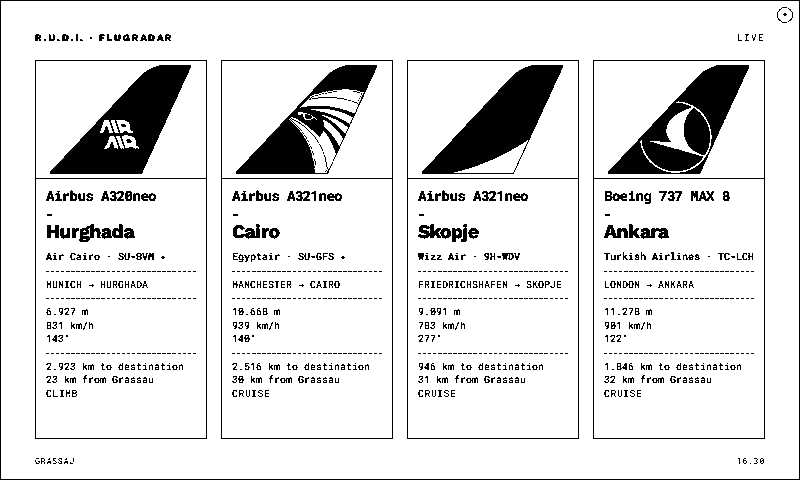 R.U.D.I. · FLUGRADAR
LIVE
AIR
AIR
Airbus A320neo
–
Hurghada
Air Cairo · SU-BVM ✦
MUNICH → HURGHADA
6.927 m
831 km/h
143°
2.923 km to destination
23 km from Grassau
CLIMB
Airbus A321neo
–
Cairo
Egyptair · SU-GFS ✦
MANCHESTER → CAIRO
10.668 m
939 km/h
140°
2.516 km to destination
30 km from Grassau
CRUISE
Airbus A321neo
–
Skopje
Wizz Air · 9H-WDV
FRIEDRICHSHAFEN → SKOPJE
9.091 m
783 km/h
277°
946 km to destination
31 km from Grassau
CRUISE
Boeing 737 MAX 8
–
Ankara
Turkish Airlines · TC-LCH
LONDON → ANKARA
11.278 m
901 km/h
122°
1.846 km to destination
32 km from Grassau
CRUISE
GRASSAU
16.30